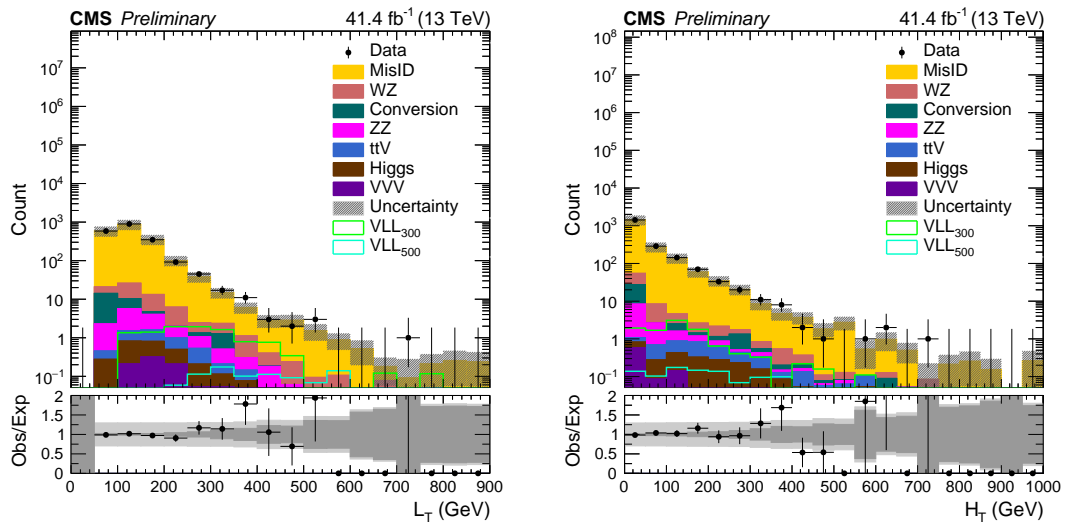 CMS Preliminary 41.4 fb⁻¹ (13 TeV)
Count
10⁷
10⁶
10⁵
10⁴
10³
10²
10
1
10⁻¹
Data
MisID
WZ
Conversion
ZZ
ttV
Higgs
VVV
Uncertainty
VLL₃₀₀
VLL₅₀₀
Obs/Exp
2
1.5
1
0.5
0
0 100 200 300 400 500 600 700 800 900
L_T (GeV)
CMS Preliminary 41.4 fb⁻¹ (13 TeV)
Count
10⁸
10⁷
10⁶
10⁵
10⁴
10³
10²
10
1
10⁻¹
Data
MisID
WZ
Conversion
ZZ
ttV
Higgs
VVV
Uncertainty
VLL₃₀₀
VLL₅₀₀
Obs/Exp
2
1.5
1
0.5
0
0 100 200 300 400 500 600 700 800 900 1000
H_T (GeV)